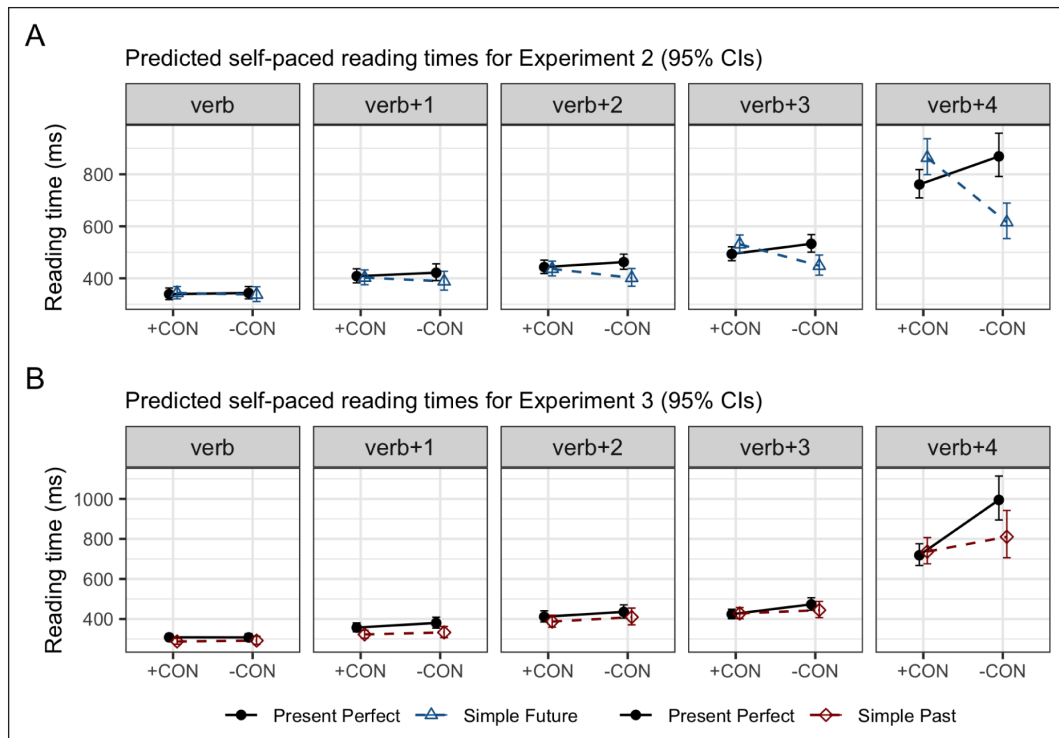 A
Predicted self-paced reading times for Experiment 2 (95% CIs)
verb verb+1 verb+2 verb+3 verb+4
Reading time (ms)
800
600
400
+CON -CON +CON -CON +CON -CON +CON -CON +CON -CON
B
Predicted self-paced reading times for Experiment 3 (95% CIs)
verb verb+1 verb+2 verb+3 verb+4
Reading time (ms)
1000
800
600
400
+CON -CON +CON -CON +CON -CON +CON -CON +CON -CON
Present Perfect Simple Future Present Perfect Simple Past